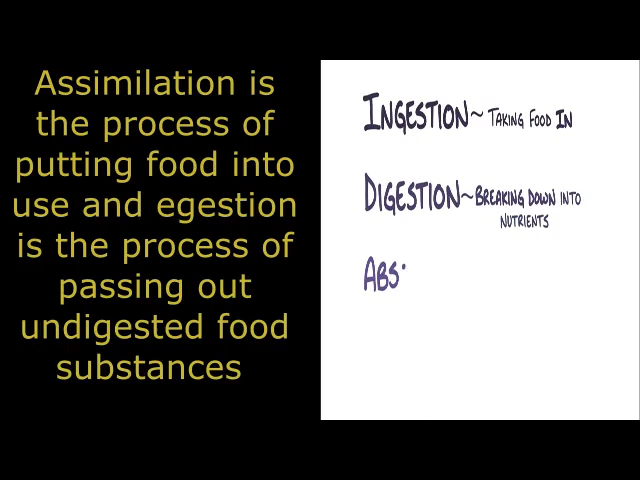 Assimilation is
the process of
putting food into
use and egestion
is the process of
passing out
undigested food
substances
INGESTION~ TAKING FOOD IN
DIGESTION~BREAKING DOWN INTO
NUTRIENTS
ABS